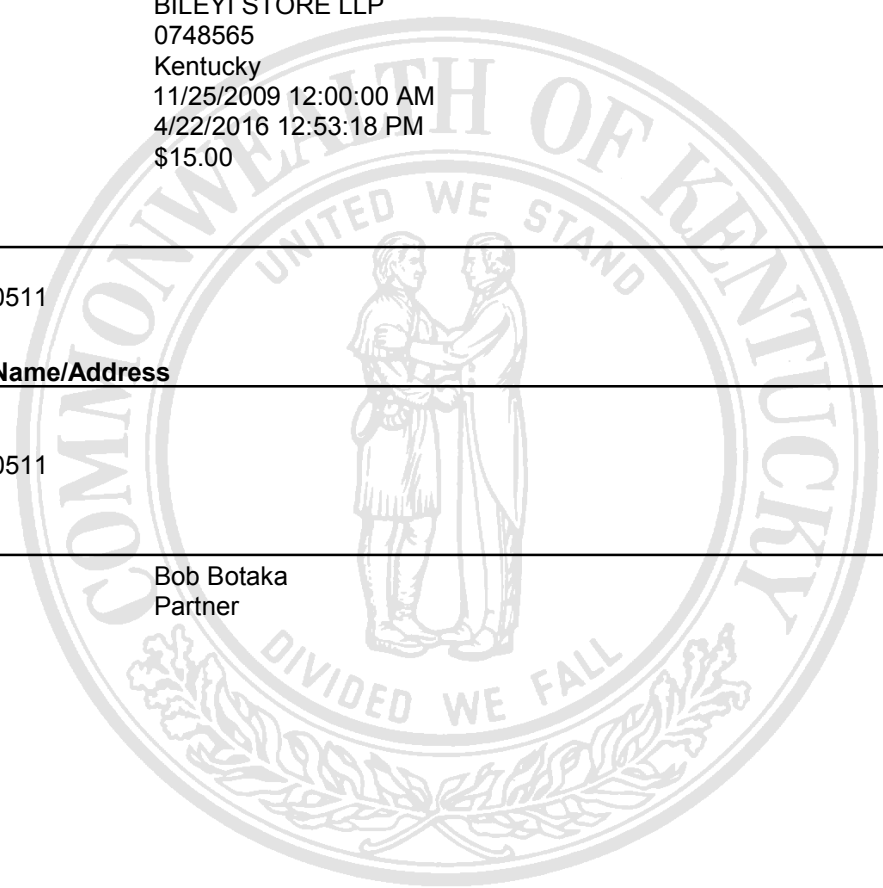 BILEYI STORE LLP
0748565
Kentucky
11/25/2009 12:00:00 AM
4/22/2016 12:53:18 PM
$15.00
0511
Name/Address
0511
Bob Botaka
Partner
COMMONWEALTH OF KENTUCKY
UNITED WE STAND
DIVIDED WE FALL